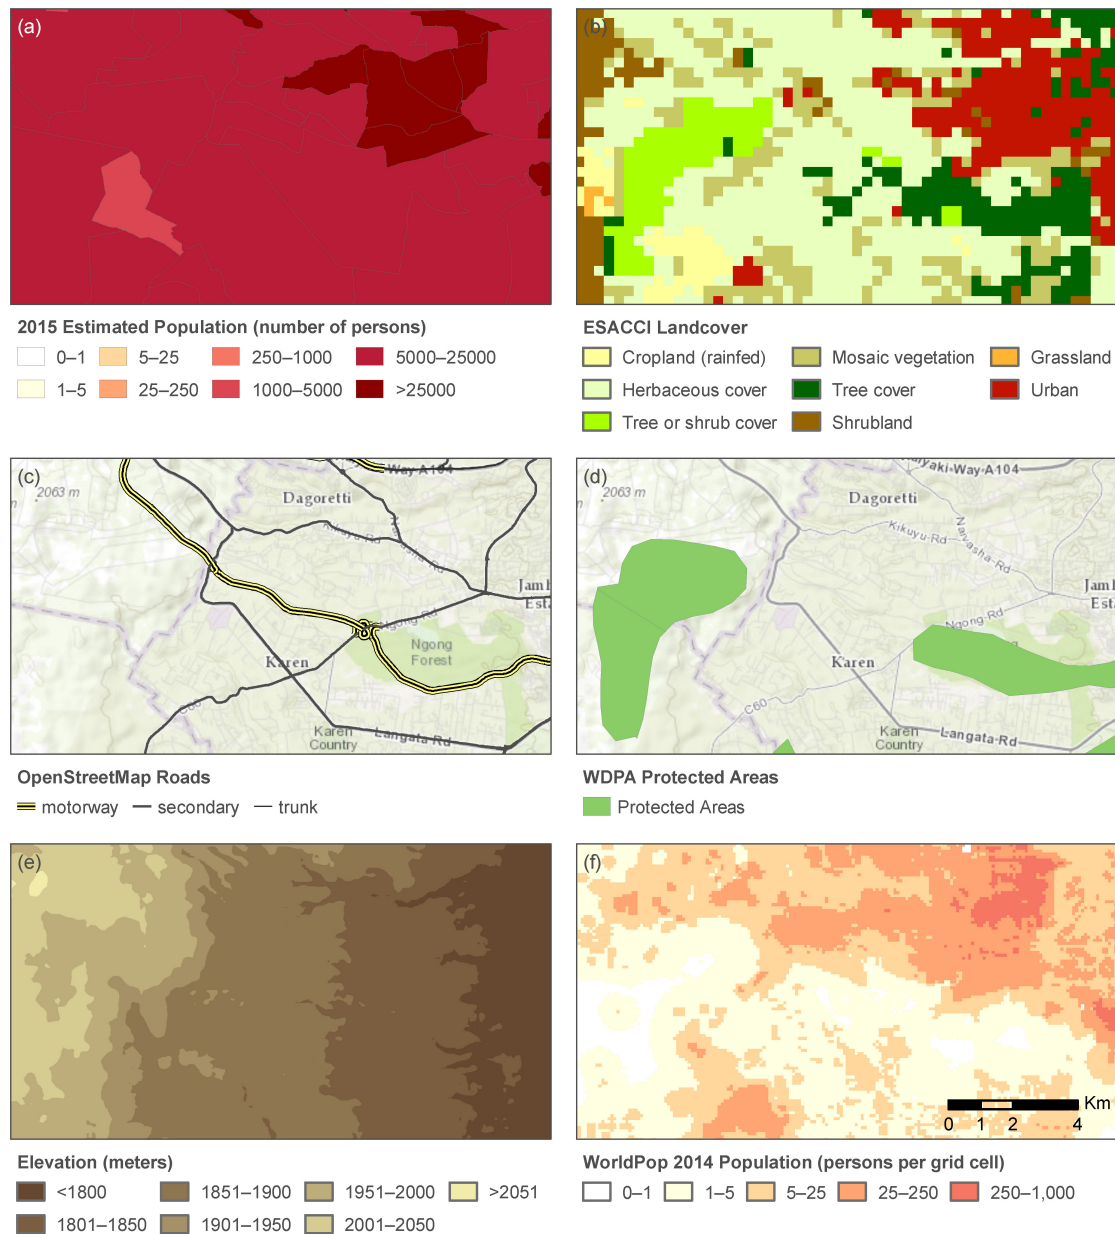 (a)
(b)
2015 Estimated Population (number of persons)
0–1 5–25 250–1000 5000–25000
1–5 25–250 1000–5000 >25000
ESACCI Landcover
Cropland (rainfed) Mosaic vegetation Grassland
Herbaceous cover Tree cover Urban
Tree or shrub cover Shrubland
(c)
Way A104
2063 m
Dagoretti
Kikuyu Rd
Ngong Rd
Ngong
Forest
Karen
Karen
Country
Langata Rd
OpenStreetMap Roads
motorway secondary trunk
(d)
Way A104
2063 m
Dagoretti
Kikuyu-Rd
Naivasha-Rd
Ngong-Rd
Karen
C60
Karen
Country
Langata-Rd
WDPA Protected Areas
Protected Areas
(e)
Elevation (meters)
<1800 1851–1900 1951–2000 >2051
1801–1850 1901–1950 2001–2050
(f)
Km
0 1 2 4
WorldPop 2014 Population (persons per grid cell)
0–1 1–5 5–25 25–250 250–1,000